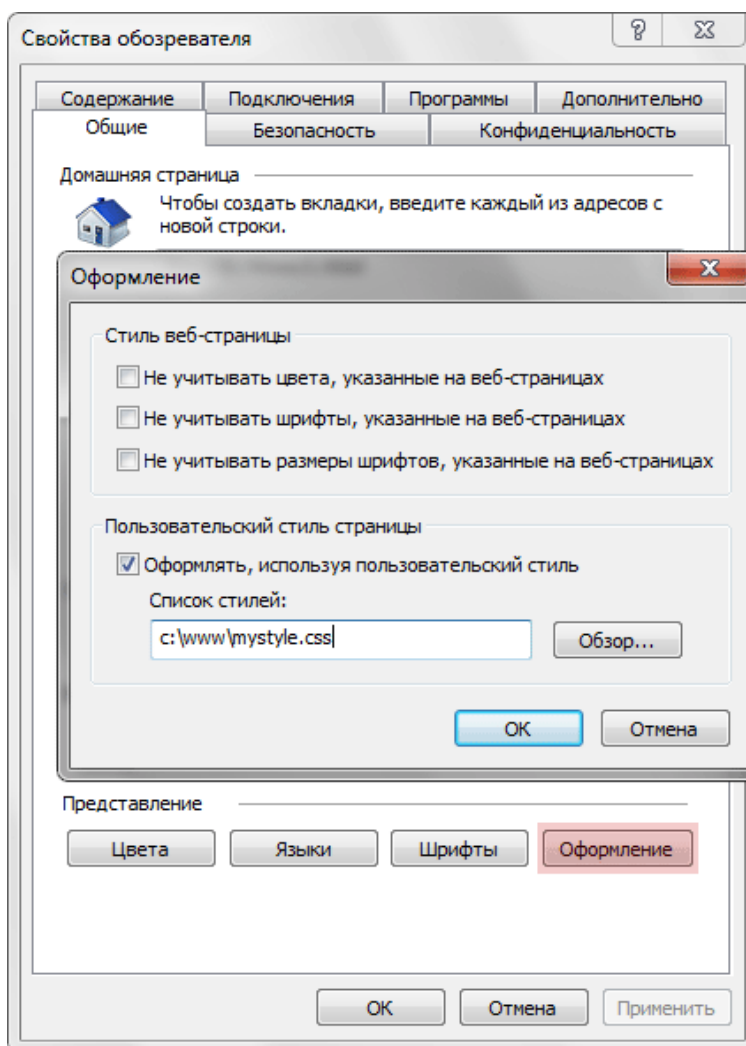 Свойства обозревателя
Содержание
Подключения
Программы
Дополнительно
Общие
Безопасность
Конфиденциальность
Домашняя страница
Чтобы создать вкладки, введите каждый из адресов с
новой строки.
Оформление
Стиль веб-страницы
Не учитывать цвета, указанные на веб-страницах
Не учитывать шрифты, указанные на веб-страницах
Не учитывать размеры шрифтов, указанные на веб-страницах
Пользовательский стиль страницы
Оформлять, используя пользовательский стиль
Список стилей:
c:\www\mystyle.css
Обзор...
ОК
Отмена
Представление
Цвета
Языки
Шрифты
Оформление
ОК
Отмена
Применить